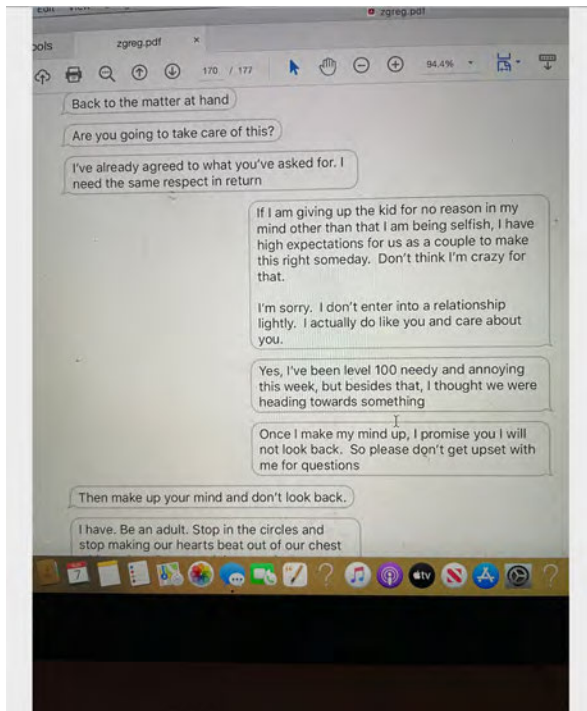 zgreg.pdf
ools
zgreg.pdf ×
170 / 177
94.4%
Back to the matter at hand
Are you going to take care of this?
I've already agreed to what you've asked for. I
need the same respect in return
If I am giving up the kid for no reason in my
mind other than that I am being selfish, I have
high expectations for us as a couple to make
this right someday. Don't think I'm crazy for
that.
I'm sorry. I don't enter into a relationship
lightly. I actually do like you and care about
you.
Yes, I've been level 100 needy and annoying
this week, but besides that, I thought we were
heading towards something
Once I make my mind up, I promise you I will
not look back. So please don't get upset with
me for questions
Then make up your mind and don't look back.
I have. Be an adult. Stop in the circles and
stop making our hearts beat out of our chest
7
tv